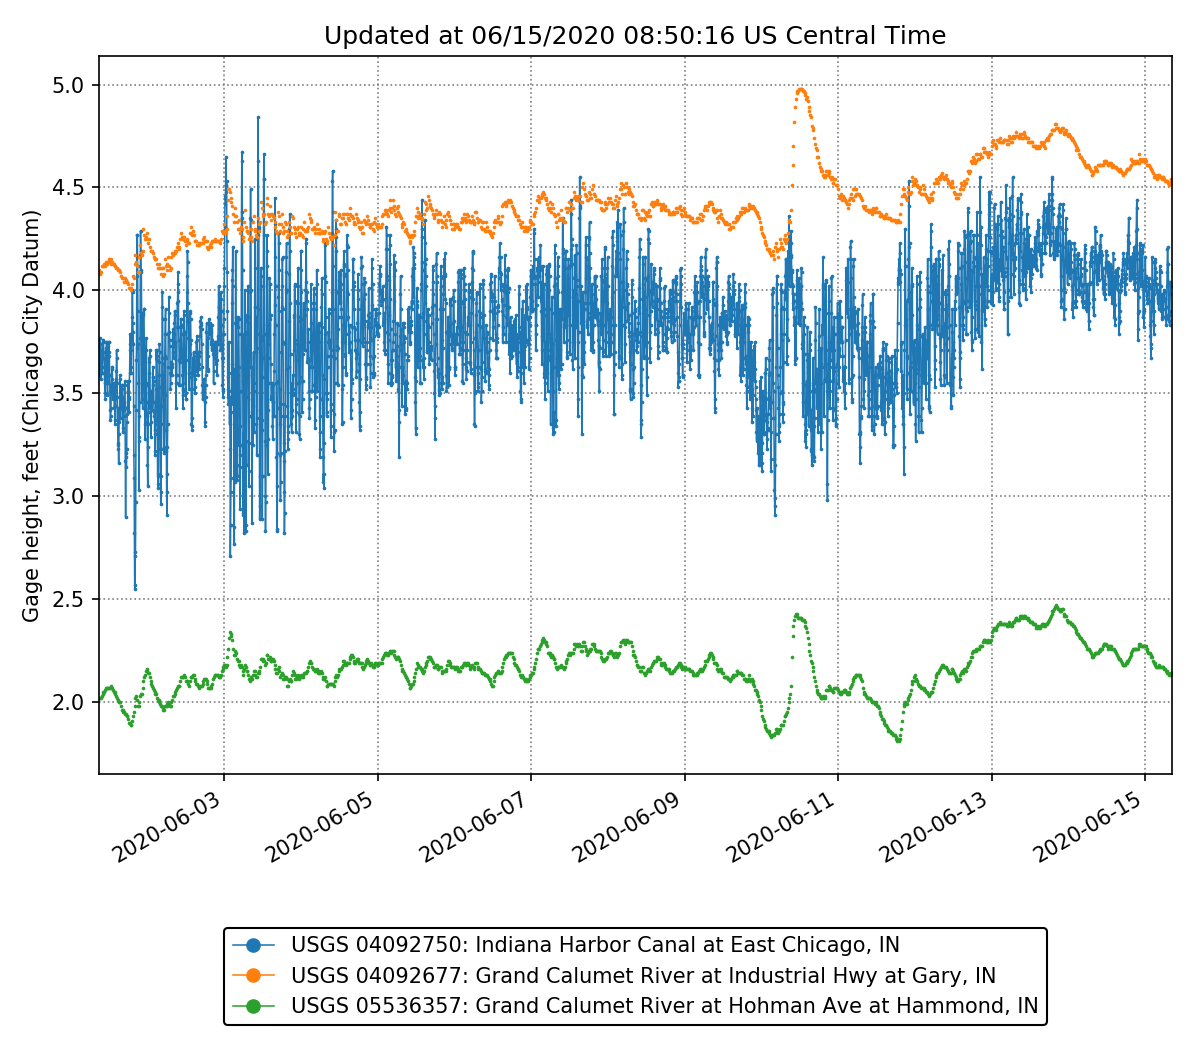 Updated at 06/15/2020 08:50:16 US Central Time
Gage height, feet (Chicago City Datum)
5.0
4.5
4.0
3.5
3.0
2.5
2.0
2020-06-03
2020-06-05
2020-06-07
2020-06-09
2020-06-11
2020-06-13
2020-06-15
USGS 04092750: Indiana Harbor Canal at East Chicago, IN
USGS 04092677: Grand Calumet River at Industrial Hwy at Gary, IN
USGS 05536357: Grand Calumet River at Hohman Ave at Hammond, IN